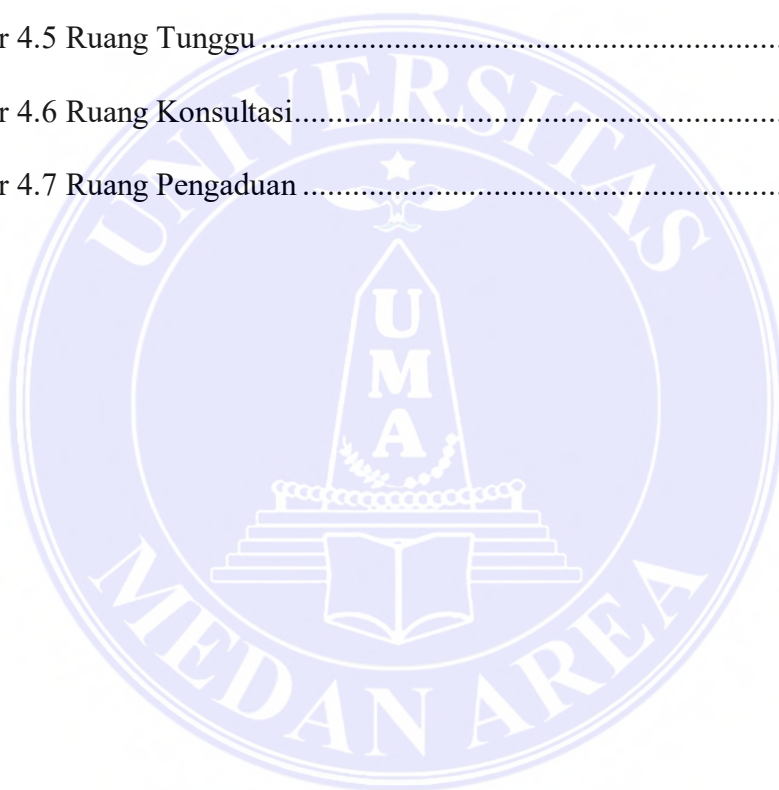 r 4.5 Ruang Tunggu ........................................................................
r 4.6 Ruang Konsultasi....................................................................
r 4.7 Ruang Pengaduan ..................................................................
UNIVERSITAS
UMA
MEDAN AREA